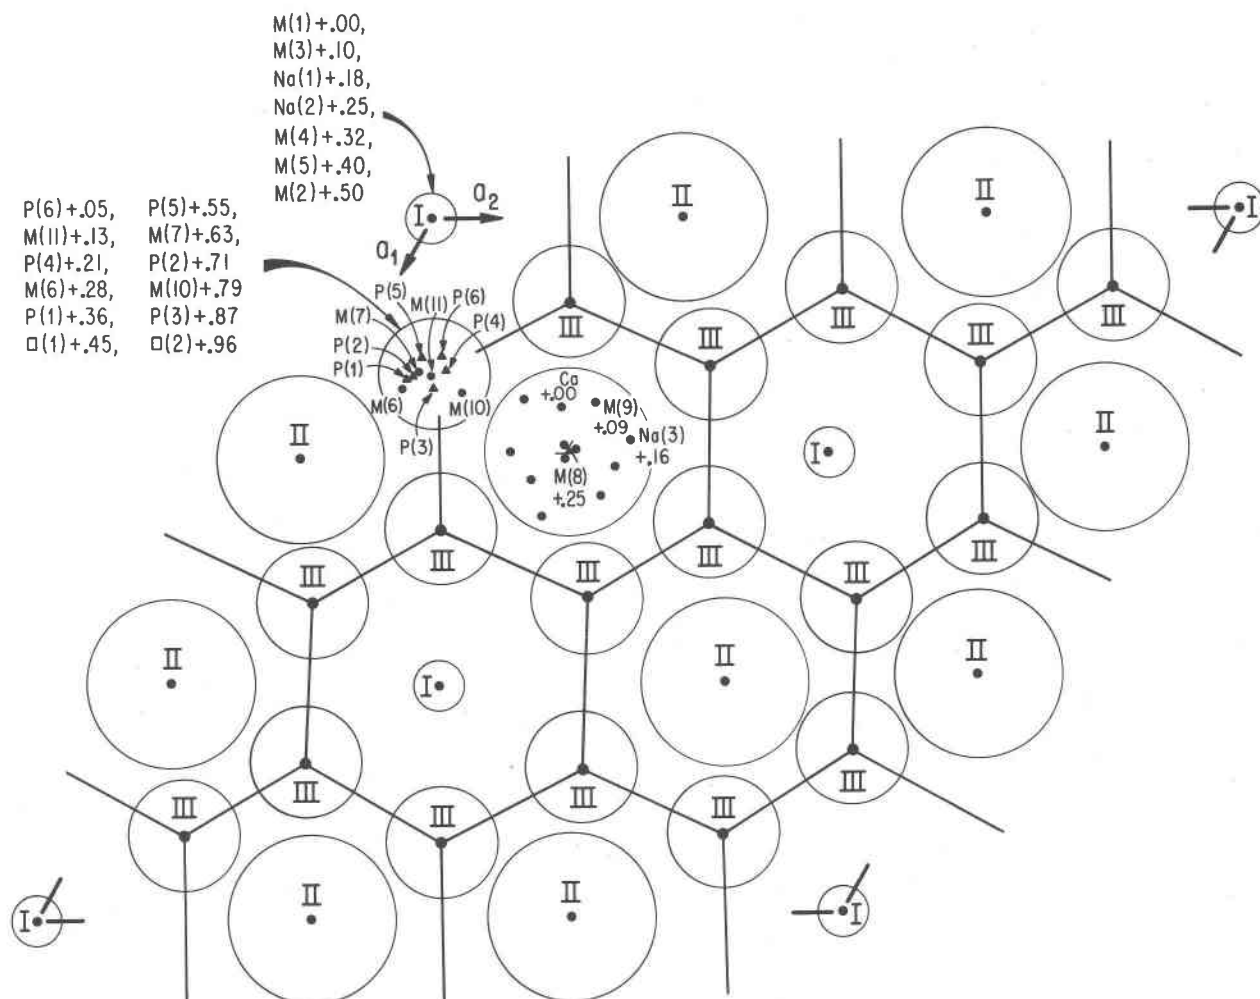 M(1)+.00,
M(3)+.10,
Na(1)+.18,
Na(2)+.25,
M(4)+.32,
M(5)+.40,
M(2)+.50
P(6)+.05, P(5)+.55,
M(11)+.13, M(7)+.63,
P(4)+.21, P(2)+.71
M(6)+.28, M(10)+.79
P(1)+.36, P(3)+.87
□(1)+.45, □(2)+.96
I
a2
a1
II
II
I
P(5)
M(11)
P(6)
M(7)
P(4)
P(2)
P(1)
M(6)
M(10)
P(3)
III
III
III
III
III
Ca
+.00
M(9)
+.09
Na(3)
+.16
M(8)
+.25
II
I
II
III
III
III
III
III
III
III
II
I
II
II
III
III
III
III
III
III
II
II
I
I